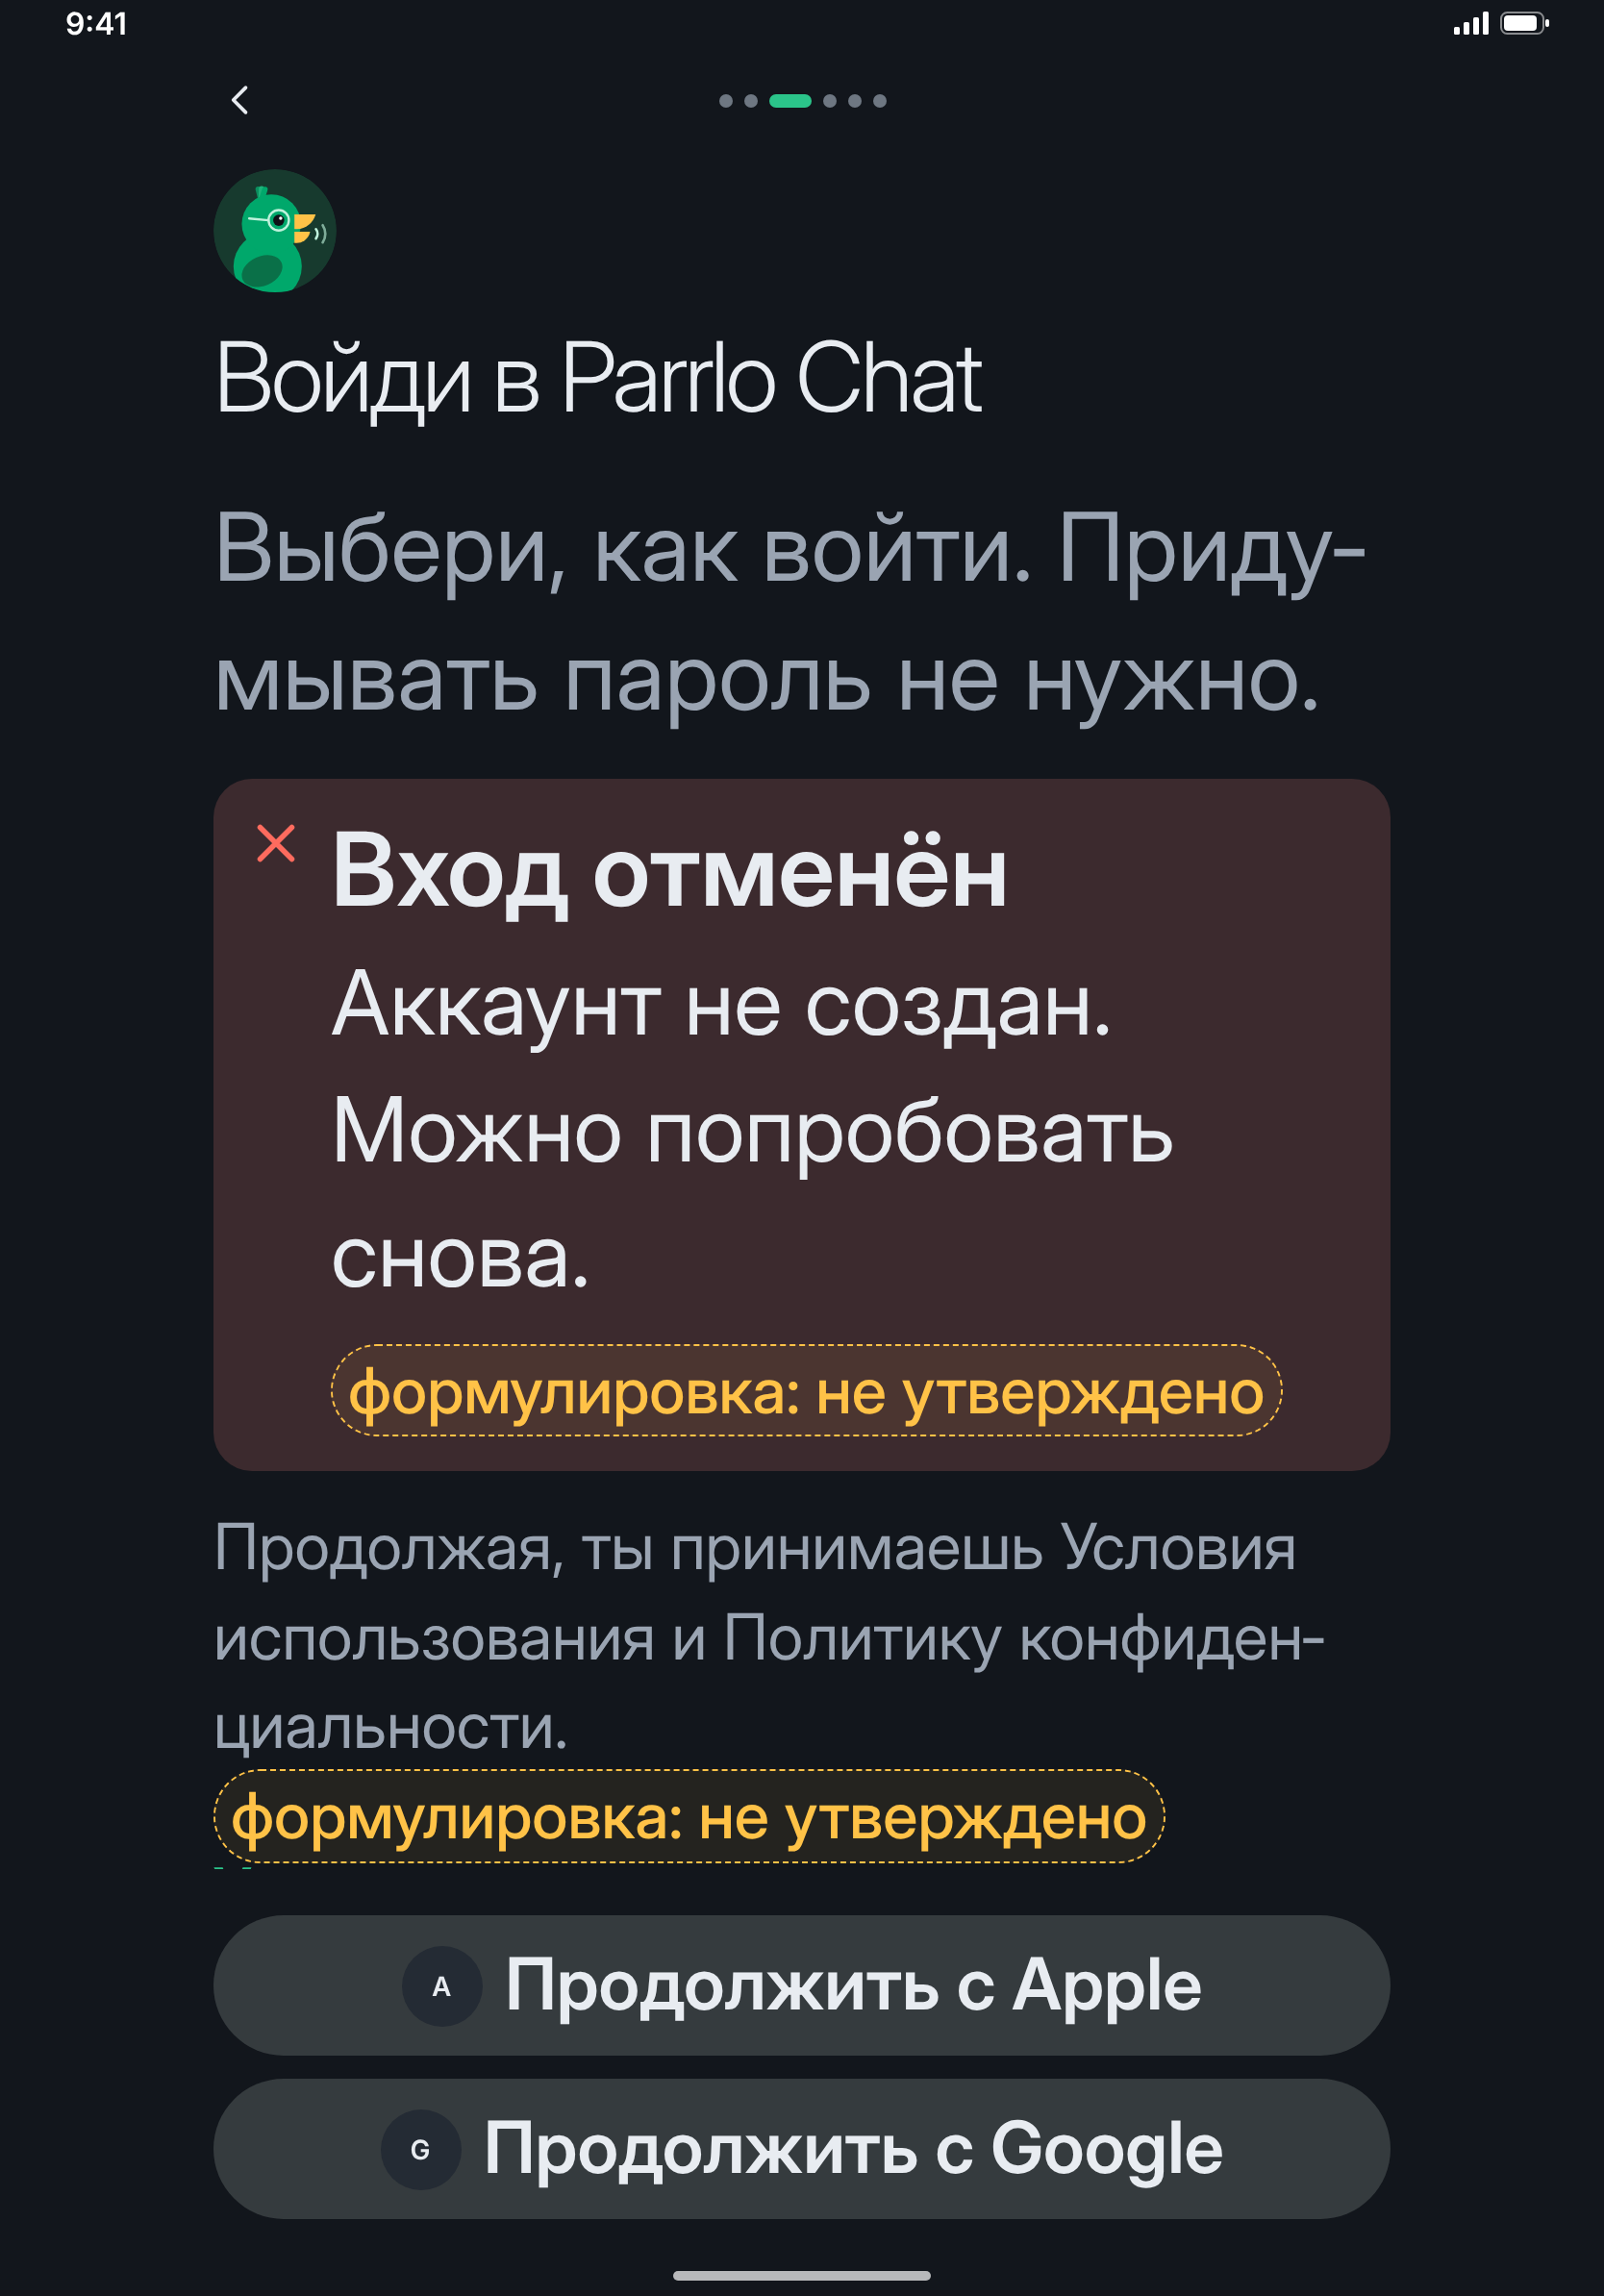 9:41
Войди в Parrlo Chat
Выбери, как войти. Приду-
мывать пароль не нужно.
Вход отменён
Аккаунт не создан.
Можно попробовать
снова.
формулировка: не утверждено
Продолжая, ты принимаешь Условия
использования и Политику конфиден-
циальности.
формулировка: не утверждено
A Продолжить с Apple
G Продолжить с Google